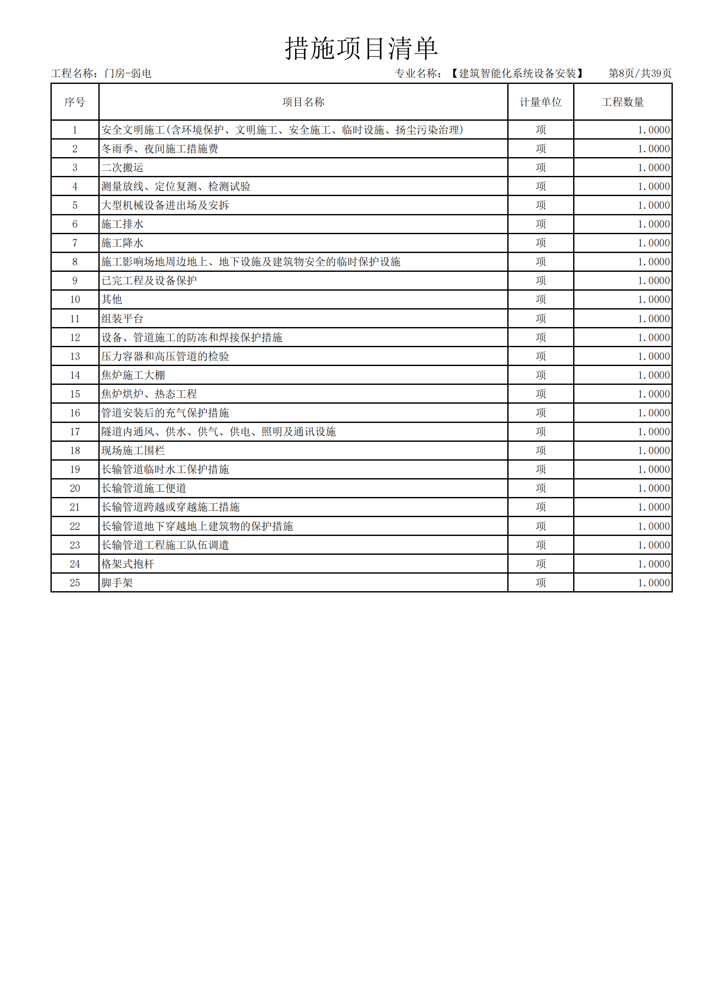 措施项目清单
工程名称：门房-弱电 专业名称：【建筑智能化系统设备安装】 第8页/共39页
序号 项目名称 计量单位 工程数量
1 安全文明施工(含环境保护、文明施工、安全施工、临时设施、扬尘污染治理) 项 1.0000
2 冬雨季、夜间施工措施费 项 1.0000
3 二次搬运 项 1.0000
4 测量放线、定位复测、检测试验 项 1.0000
5 大型机械设备进出场及安拆 项 1.0000
6 施工排水 项 1.0000
7 施工降水 项 1.0000
8 施工影响场地周边地上、地下设施及建筑物安全的临时保护设施 项 1.0000
9 已完工程及设备保护 项 1.0000
10 其他 项 1.0000
11 组装平台 项 1.0000
12 设备、管道施工的防冻和焊接保护措施 项 1.0000
13 压力容器和高压管道的检验 项 1.0000
14 焦炉施工大棚 项 1.0000
15 焦炉烘炉、热态工程 项 1.0000
16 管道安装后的充气保护措施 项 1.0000
17 隧道内通风、供水、供气、供电、照明及通讯设施 项 1.0000
18 现场施工围栏 项 1.0000
19 长输管道临时水工保护措施 项 1.0000
20 长输管道施工便道 项 1.0000
21 长输管道跨越或穿越施工措施 项 1.0000
22 长输管道地下穿越地上建筑物的保护措施 项 1.0000
23 长输管道工程施工队伍调遣 项 1.0000
24 格架式抱杆 项 1.0000
25 脚手架 项 1.0000